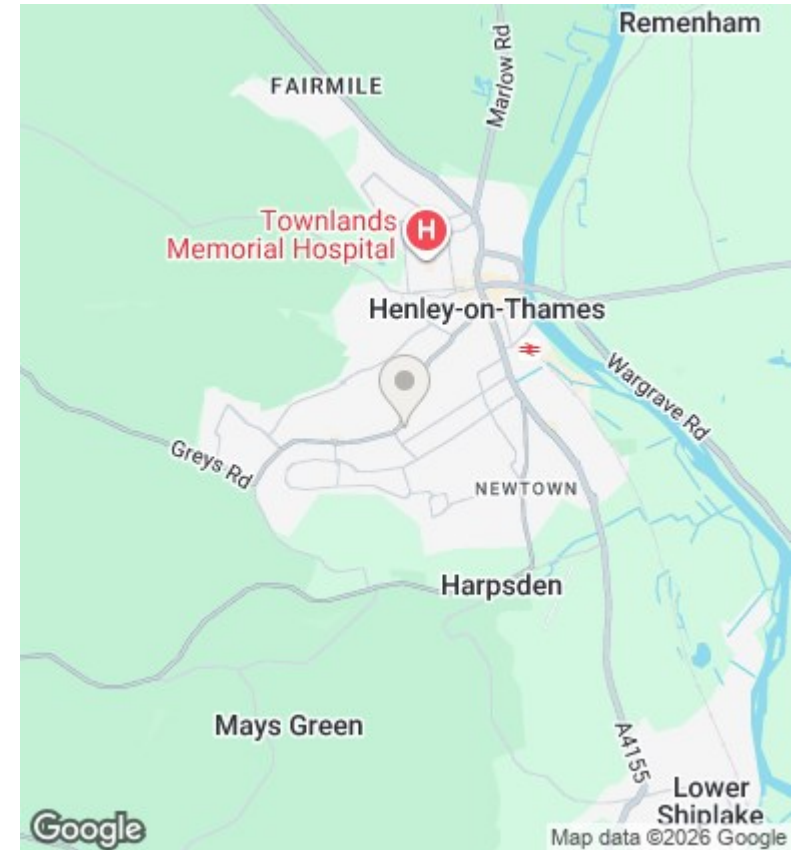 Remenham
Marlow Rd
FAIRMILE
Townlands
Memorial Hospital
H
Henley-on-Thames
Wargrave Rd
Greys Rd
NEWTOWN
Harpsden
Mays Green
A4155
Lower
Shiplake
Google
Map data ©2026 Google